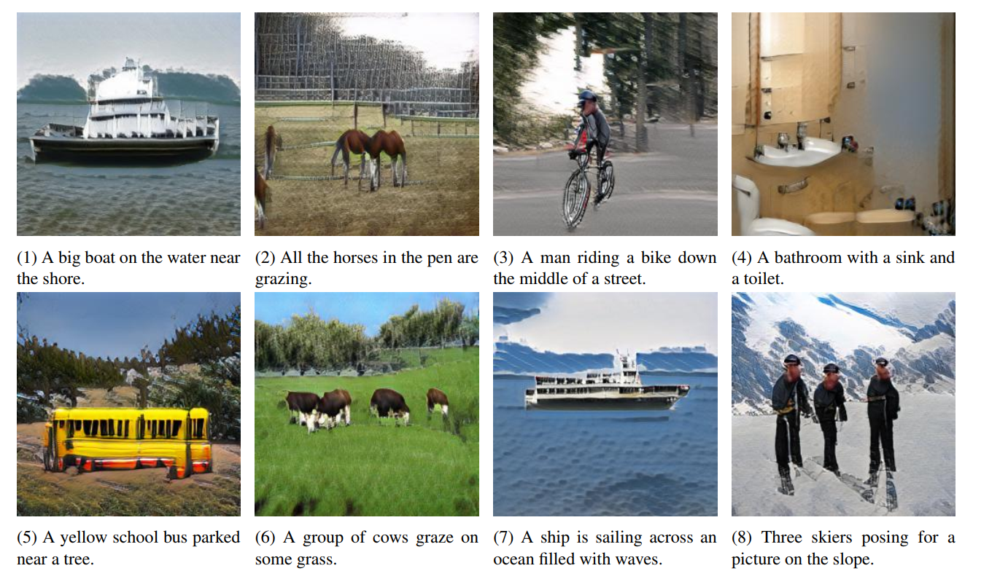 (1) A big boat on the water near
the shore.
(2) All the horses in the pen are
grazing.
(3) A man riding a bike down
the middle of a street.
(4) A bathroom with a sink and
a toilet.
(5) A yellow school bus parked
near a tree.
(6) A group of cows graze on
some grass.
(7) A ship is sailing across an
ocean filled with waves.
(8) Three skiers posing for a
picture on the slope.